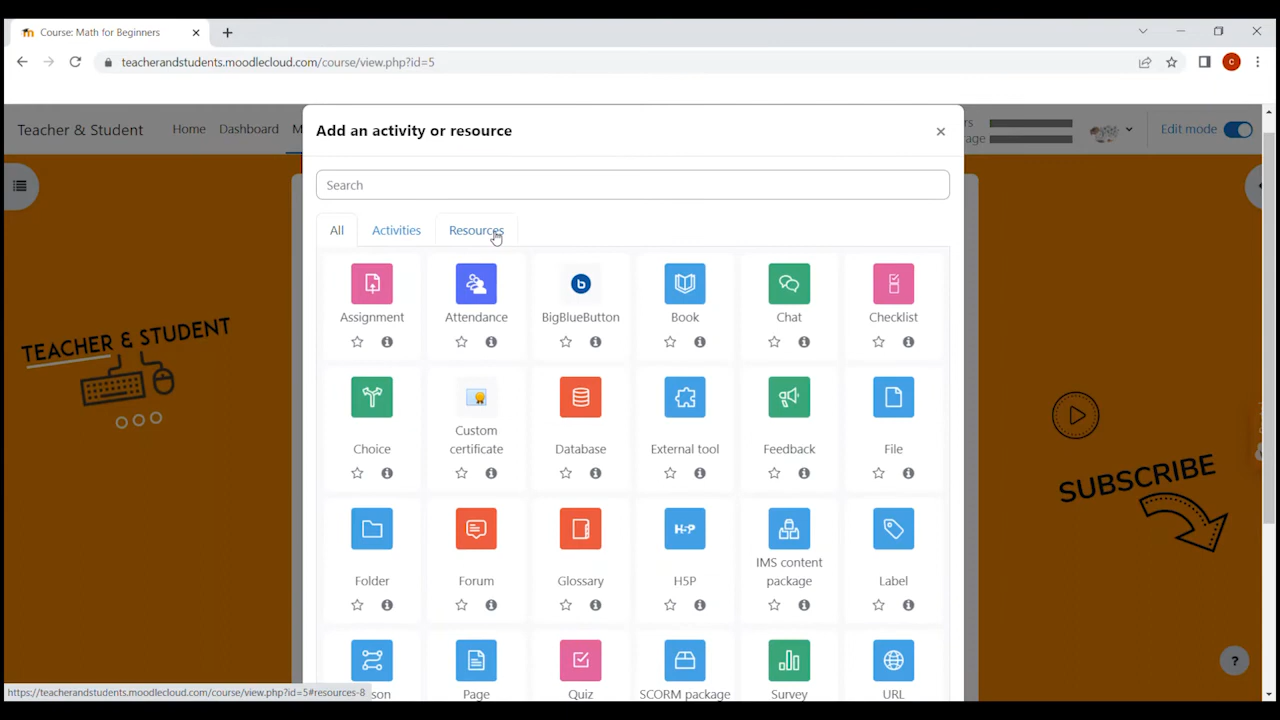 Course: Math for Beginners
teacherandstudents.moodlecloud.com/course/view.php?id=5
C
Teacher & Student
Home
Dashboard
M
Add an activity or resource
Edit mode
Search
All
Activities
Resources
Assignment
Attendance
b
BigBlueButton
Book
Chat
Checklist
Choice
Custom
certificate
Database
External tool
Feedback
File
Folder
Forum
Glossary
H-P
H5P
IMS content
package
Label
Page
Quiz
SCORM package
Survey
URL
TEACHER & STUDENT
SUBSCRIBE
?
https://teacherandstudents.moodlecloud.com/course/view.php?id=5#resources-8